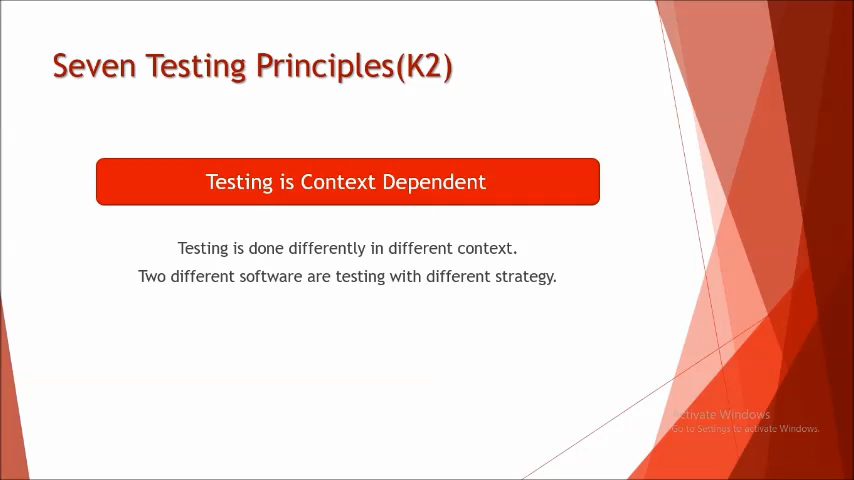 Seven Testing Principles(K2)
Testing is Context Dependent
Testing is done differently in different context.
Two different software are testing with different strategy.
Activate Windows
Go to Settings to activate Windows.